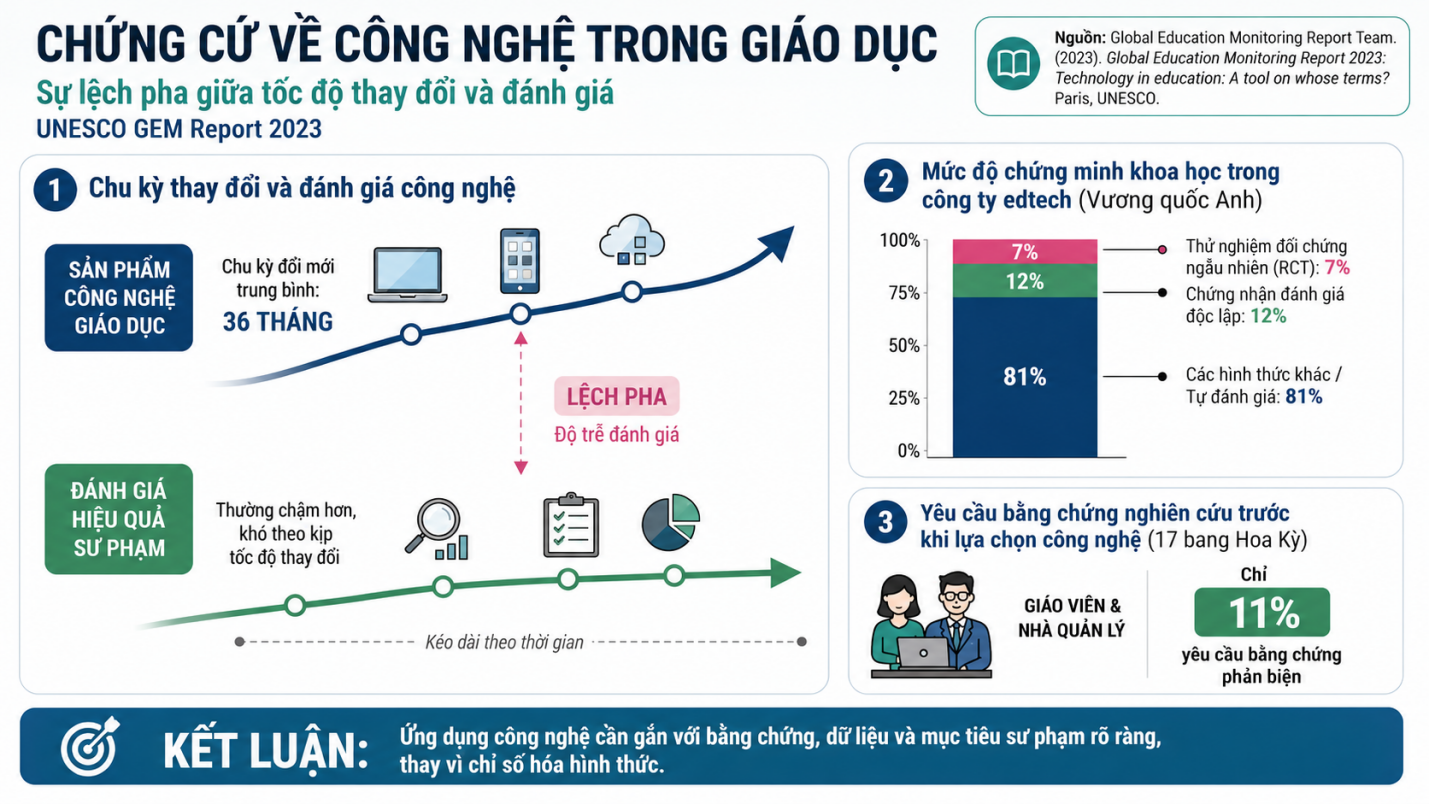 CHỨNG CỨ VỀ CÔNG NGHỆ TRONG GIÁO DỤC
Sự lệch pha giữa tốc độ thay đổi và đánh giá
UNESCO GEM Report 2023
Nguồn: Global Education Monitoring Report Team.
(2023). Global Education Monitoring Report 2023:
Technology in education: A tool on whose terms?
Paris, UNESCO.
1 Chu kỳ thay đổi và đánh giá công nghệ
SẢN PHẨM
CÔNG NGHỆ
GIÁO DỤC
Chu kỳ đổi mới
trung bình:
36 THÁNG
LỆCH PHA
Độ trễ đánh giá
ĐÁNH GIÁ
HIỆU QUẢ
SƯ PHẠM
Thường chậm hơn,
khó theo kịp
tốc độ thay đổi
Kéo dài theo thời gian
2 Mức độ chứng minh khoa học trong
công ty edtech (Vương quốc Anh)
100%
75%
50%
25%
0%
7%
12%
81%
Thử nghiệm đối chứng
ngẫu nhiên (RCT): 7%
Chứng nhận đánh giá
độc lập: 12%
Các hình thức khác /
Tự đánh giá: 81%
3 Yêu cầu bằng chứng nghiên cứu trước
khi lựa chọn công nghệ (17 bang Hoa Kỳ)
GIÁO VIÊN &
NHÀ QUẢN LÝ
Chỉ
11%
yêu cầu bằng chứng
phản biện
KẾT LUẬN:
Ứng dụng công nghệ cần gắn với bằng chứng, dữ liệu và mục tiêu sư phạm rõ ràng,
thay vì chỉ số hóa hình thức.